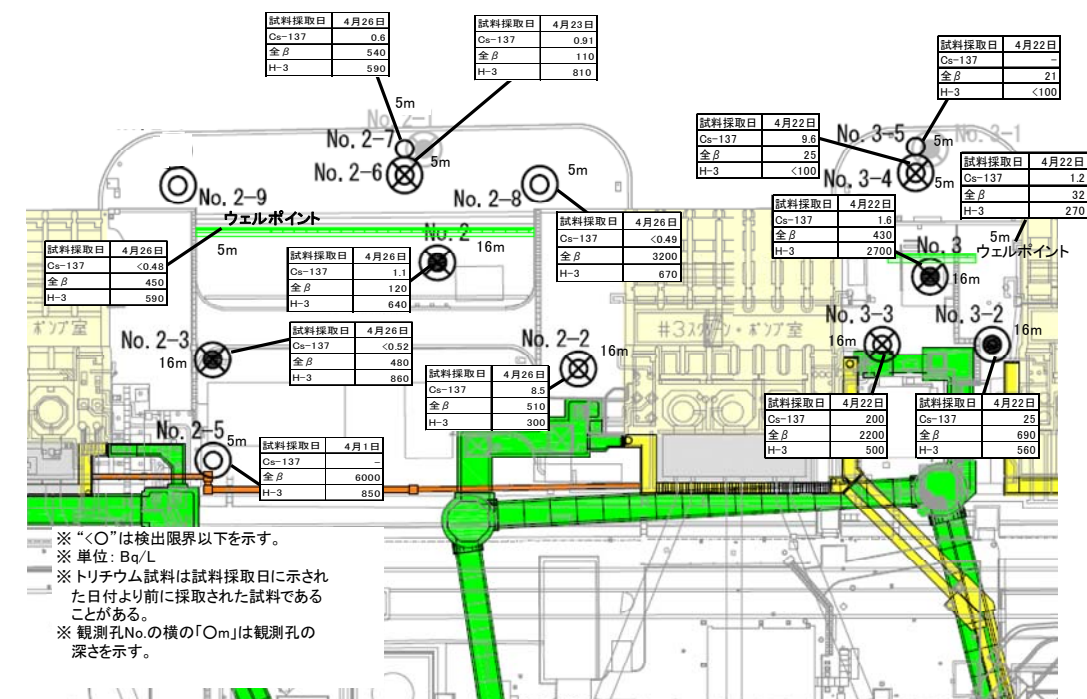 試料採取日 4月26日
Cs-137 0.6
全β 540
H-3 590
試料採取日 4月23日
Cs-137 0.91
全β 110
H-3 810
試料採取日 4月22日
Cs-137 -
全β 21
H-3 <100
5m
No. 2-1
No. 2-7
5m
No. 2-6
試料採取日 4月22日
Cs-137 9.6
全β 25
H-3 <100
No. 3-5
No. 3-1
5m
No. 3-4
5m
試料採取日 4月22日
Cs-137 1.2
全β 32
H-3 270
No. 2-9
No. 2-8
5m
ウェルポイント
5m
試料採取日 4月26日
Cs-137 <0.48
全β 450
H-3 590
No. 2
16m
試料採取日 4月26日
Cs-137 1.1
全β 120
H-3 640
試料採取日 4月26日
Cs-137 <0.49
全β 3200
H-3 670
試料採取日 4月22日
Cs-137 1.6
全β 430
H-3 2700
5m
ウェルポイント
No. 3
16m
ポンプ室
No. 2-3
16m
試料採取日 4月26日
Cs-137 <0.52
全β 480
H-3 860
No. 2-2
16m
#3スクリーン・ポンプ室
No. 3-3
16m
No. 3-2
16m
試料採取日 4月26日
Cs-137 8.5
全β 510
H-3 300
試料採取日 4月22日
Cs-137 200
全β 2200
H-3 500
試料採取日 4月22日
Cs-137 25
全β 690
H-3 560
No. 2-5
5m
試料採取日 4月1日
Cs-137 -
全β 6000
H-3 850
※ “<○”は検出限界以下を示す。
※ 単位: Bq/L
※ トリチウム試料は試料採取日に示され
た日付より前に採取された試料である
ことがある。
※ 観測孔No.の横の「○m」は観測孔の
深さを示す。